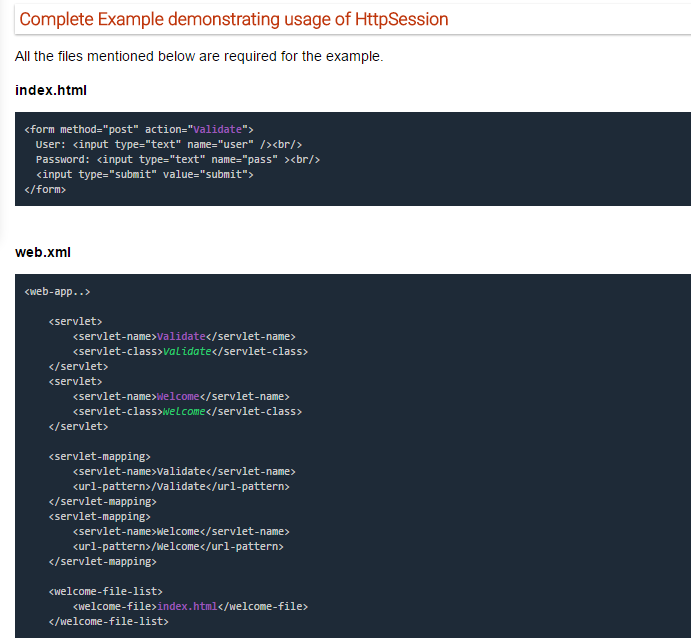 Complete Example demonstrating usage of HttpSession
All the files mentioned below are required for the example.
index.html
<form method="post" action="Validate">
  User: <input type="text" name="user" /><br/>
  Password: <input type="text" name="pass" ><br/>
  <input type="submit" value="submit">
</form>
web.xml
<web-app..>
    <servlet>
        <servlet-name>Validate</servlet-name>
        <servlet-class>Validate</servlet-class>
    </servlet>
    <servlet>
        <servlet-name>Welcome</servlet-name>
        <servlet-class>Welcome</servlet-class>
    </servlet>
    <servlet-mapping>
        <servlet-name>Validate</servlet-name>
        <url-pattern>/Validate</url-pattern>
    </servlet-mapping>
    <servlet-mapping>
        <servlet-name>Welcome</servlet-name>
        <url-pattern>/Welcome</url-pattern>
    </servlet-mapping>
    <welcome-file-list>
        <welcome-file>index.html</welcome-file>
    </welcome-file-list>